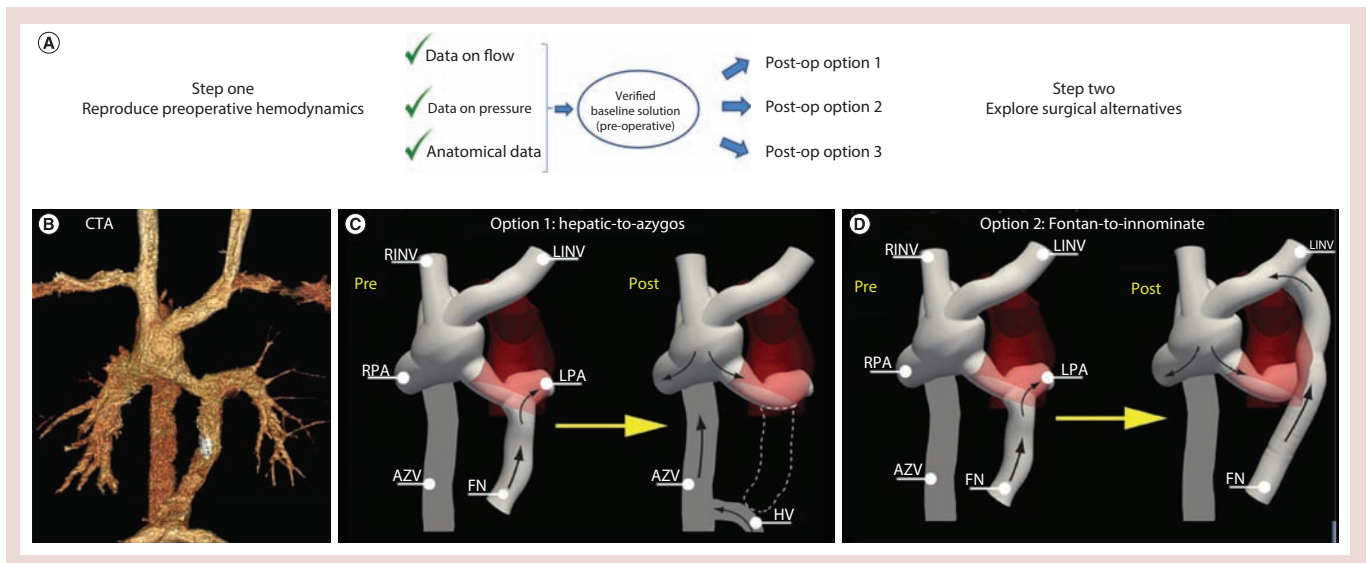 A
Step one
Reproduce preoperative hemodynamics
Data on flow
Data on pressure
Anatomical data
Verified
baseline solution
(pre-operative)
Post-op option 1
Post-op option 2
Post-op option 3
Step two
Explore surgical alternatives
B CTA
C Option 1: hepatic-to-azygos
RINV LINV
Pre Post
RPA LPA
AZV FN AZV
HV
D Option 2: Fontan-to-innominate
RINV LINV LINV
Pre Post
RPA LPA
AZV FN FN